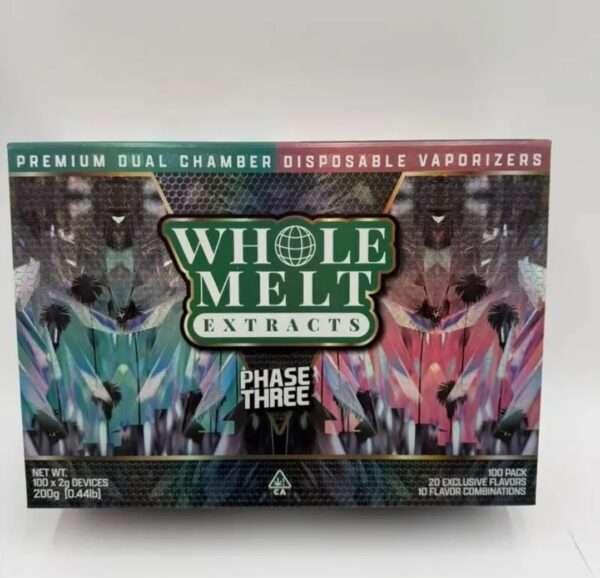 PREMIUM DUAL CHAMBER DISPOSABLE VAPORIZERS
WHOLE
MELT
EXTRACTS
PHASE
THREE
NET WT.
100 x 2g DEVICES
200g [0.44lb]
CA
100 PACK
20 EXCLUSIVE FLAVORS
10 FLAVOR COMBINATIONS